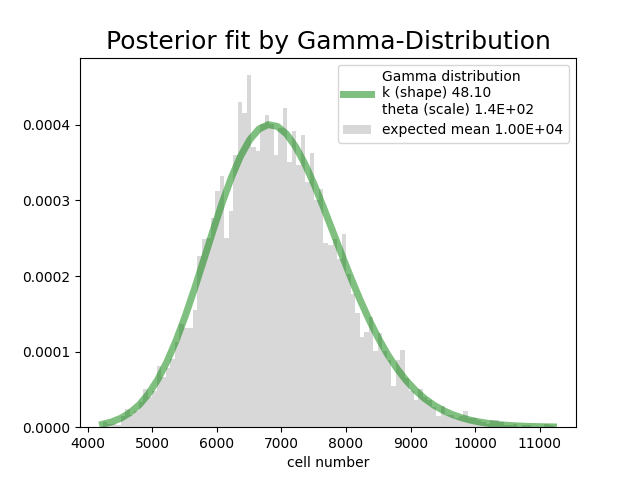 Posterior fit by Gamma-Distribution
Gamma distribution
k (shape) 48.10
theta (scale) 1.4E+02
expected mean 1.00E+04
0.0004
0.0003
0.0002
0.0001
0.0000
4000 5000 6000 7000 8000 9000 10000 11000
cell number